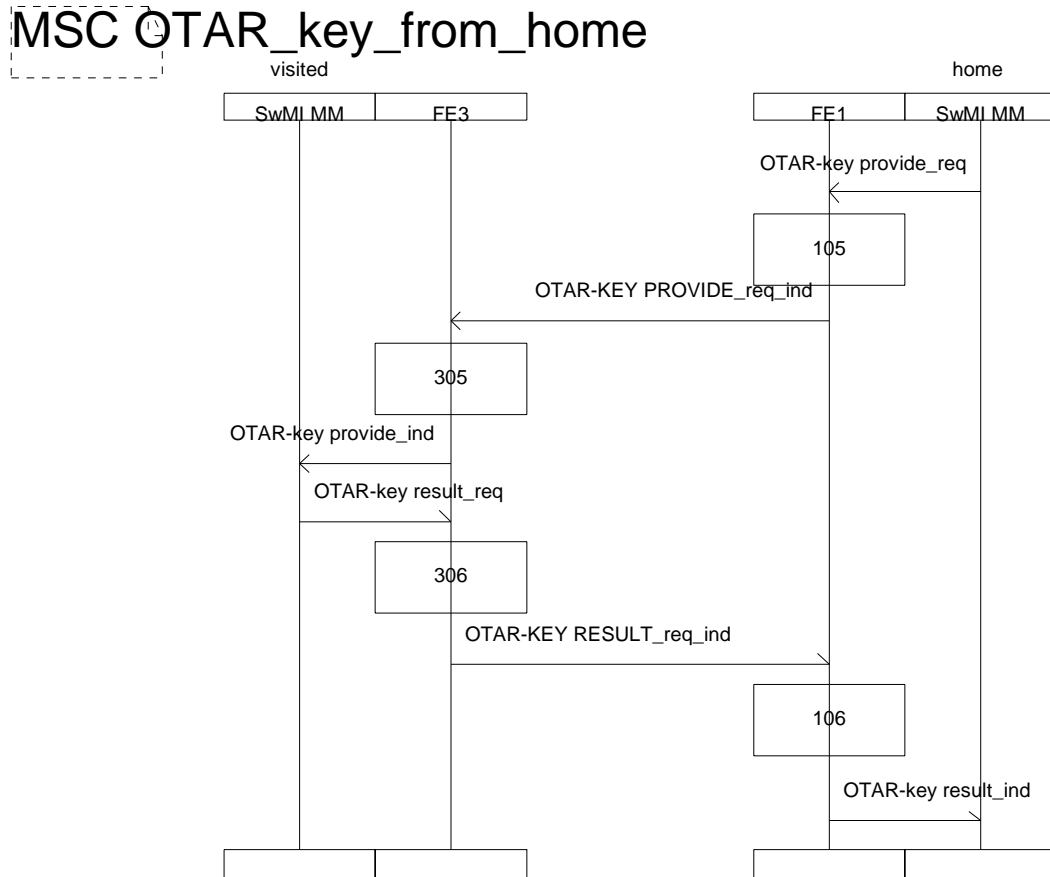 MSC OTAR_key_from_home
visited
home
SwMI MM
FE3
FE1
SwMI MM
OTAR-key provide_req
105
OTAR-KEY PROVIDE_req_ind
305
OTAR-key provide_ind
OTAR-key result_req
306
OTAR-KEY RESULT_req_ind
106
OTAR-key result_ind